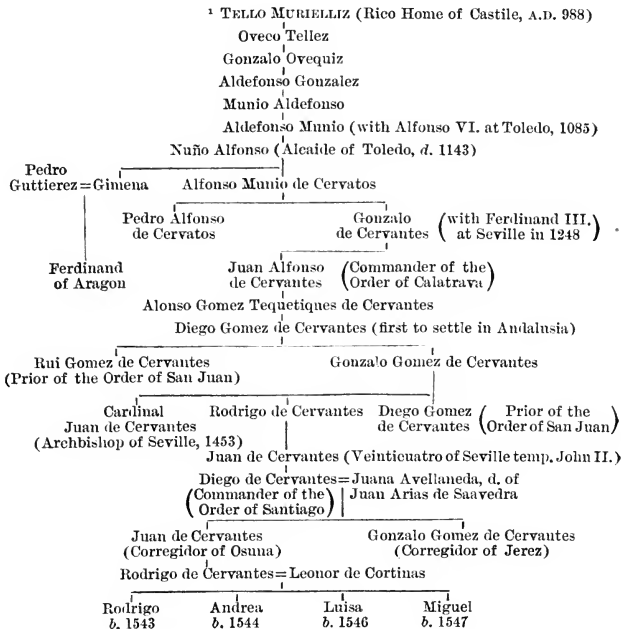 ¹ TELLO MURIELLIZ (Rico Home of Castile, A.D. 988)
Oveco Tellez
Gonzalo Ovequiz
Aldefonso Gonzalez
Munio Aldefonso
Aldefonso Munio (with Alfonso VI. at Toledo, 1085)
Nuño Alfonso (Alcaide of Toledo, d. 1143)
Pedro
Guttierez=Gimena Alfonso Munio de Cervatos
Pedro Alfonso Gonzalo (with Ferdinand III.
de Cervatos de Cervantes at Seville in 1248)
Ferdinand Juan Alfonso (Commander of the
of Aragon de Cervantes Order of Calatrava)
Alonso Gomez Tequetiques de Cervantes
Diego Gomez de Cervantes (first to settle in Andalusia)
Rui Gomez de Cervantes Gonzalo Gomez de Cervantes
(Prior of the Order of San Juan)
Cardinal Rodrigo de Cervantes Diego Gomez (Prior of the
Juan de Cervantes de Cervantes Order of San Juan)
(Archbishop of Seville, 1453)
Juan de Cervantes (Veinticuatro of Seville temp. John II.)
Diego de Cervantes=Juana Avellaneda, d. of
(Commander of the Juan Arias de Saavedra
Order of Santiago)
Juan de Cervantes Gonzalo Gomez de Cervantes
(Corregidor of Osuna) (Corregidor of Jerez)
Rodrigo de Cervantes=Leonor de Cortinas
Rodrigo Andrea Luisa Miguel
b. 1543 b. 1544 b. 1546 b. 1547